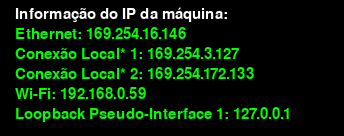 Informação do IP da máquina:
Ethernet: 169.254.16.146
Conexão Local* 1: 169.254.3.127
Conexão Local* 2: 169.254.172.133
Wi-Fi: 192.168.0.59
Loopback Pseudo-Interface 1: 127.0.0.1